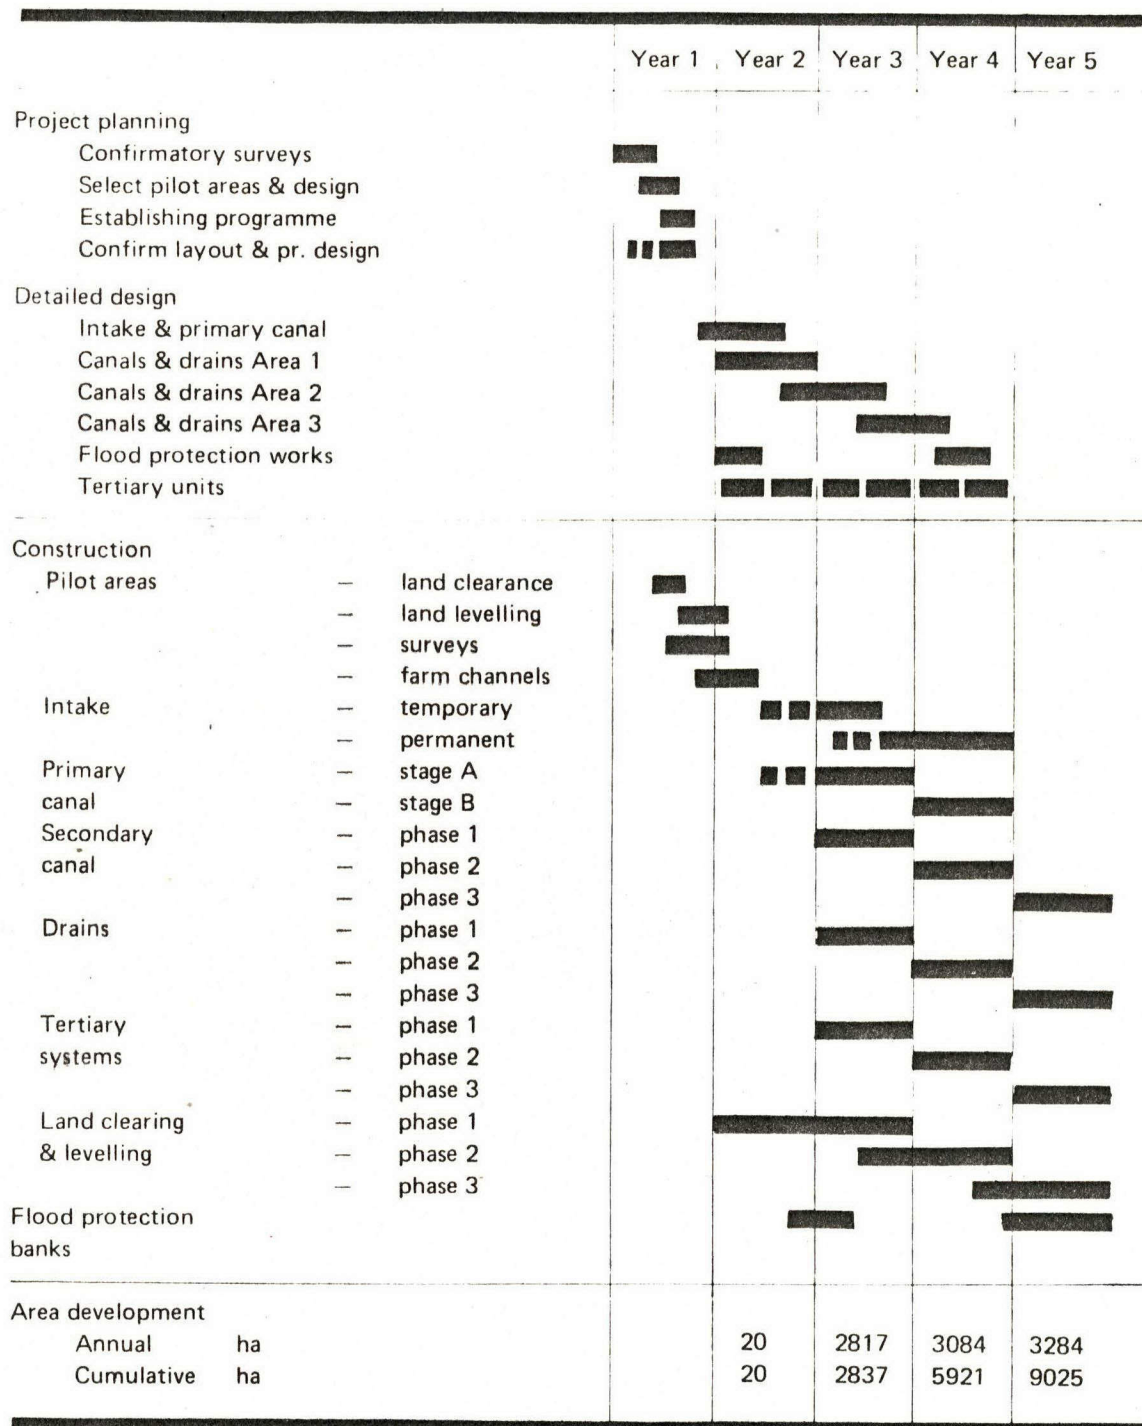 Year 1 Year 2 Year 3 Year 4 Year 5
Project planning
Confirmatory surveys
Select pilot areas & design
Establishing programme
Confirm layout & pr. design
Detailed design
Intake & primary canal
Canals & drains Area 1
Canals & drains Area 2
Canals & drains Area 3
Flood protection works
Tertiary units
Construction
Pilot areas — land clearance
— land levelling
— surveys
— farm channels
Intake — temporary
— permanent
Primary — stage A
canal — stage B
Secondary — phase 1
canal — phase 2
— phase 3
Drains — phase 1
— phase 2
— phase 3
Tertiary — phase 1
systems — phase 2
— phase 3
Land clearing — phase 1
& levelling — phase 2
— phase 3
Flood protection
banks
Area development
Annual ha 20 2817 3084 3284
Cumulative ha 20 2837 5921 9025